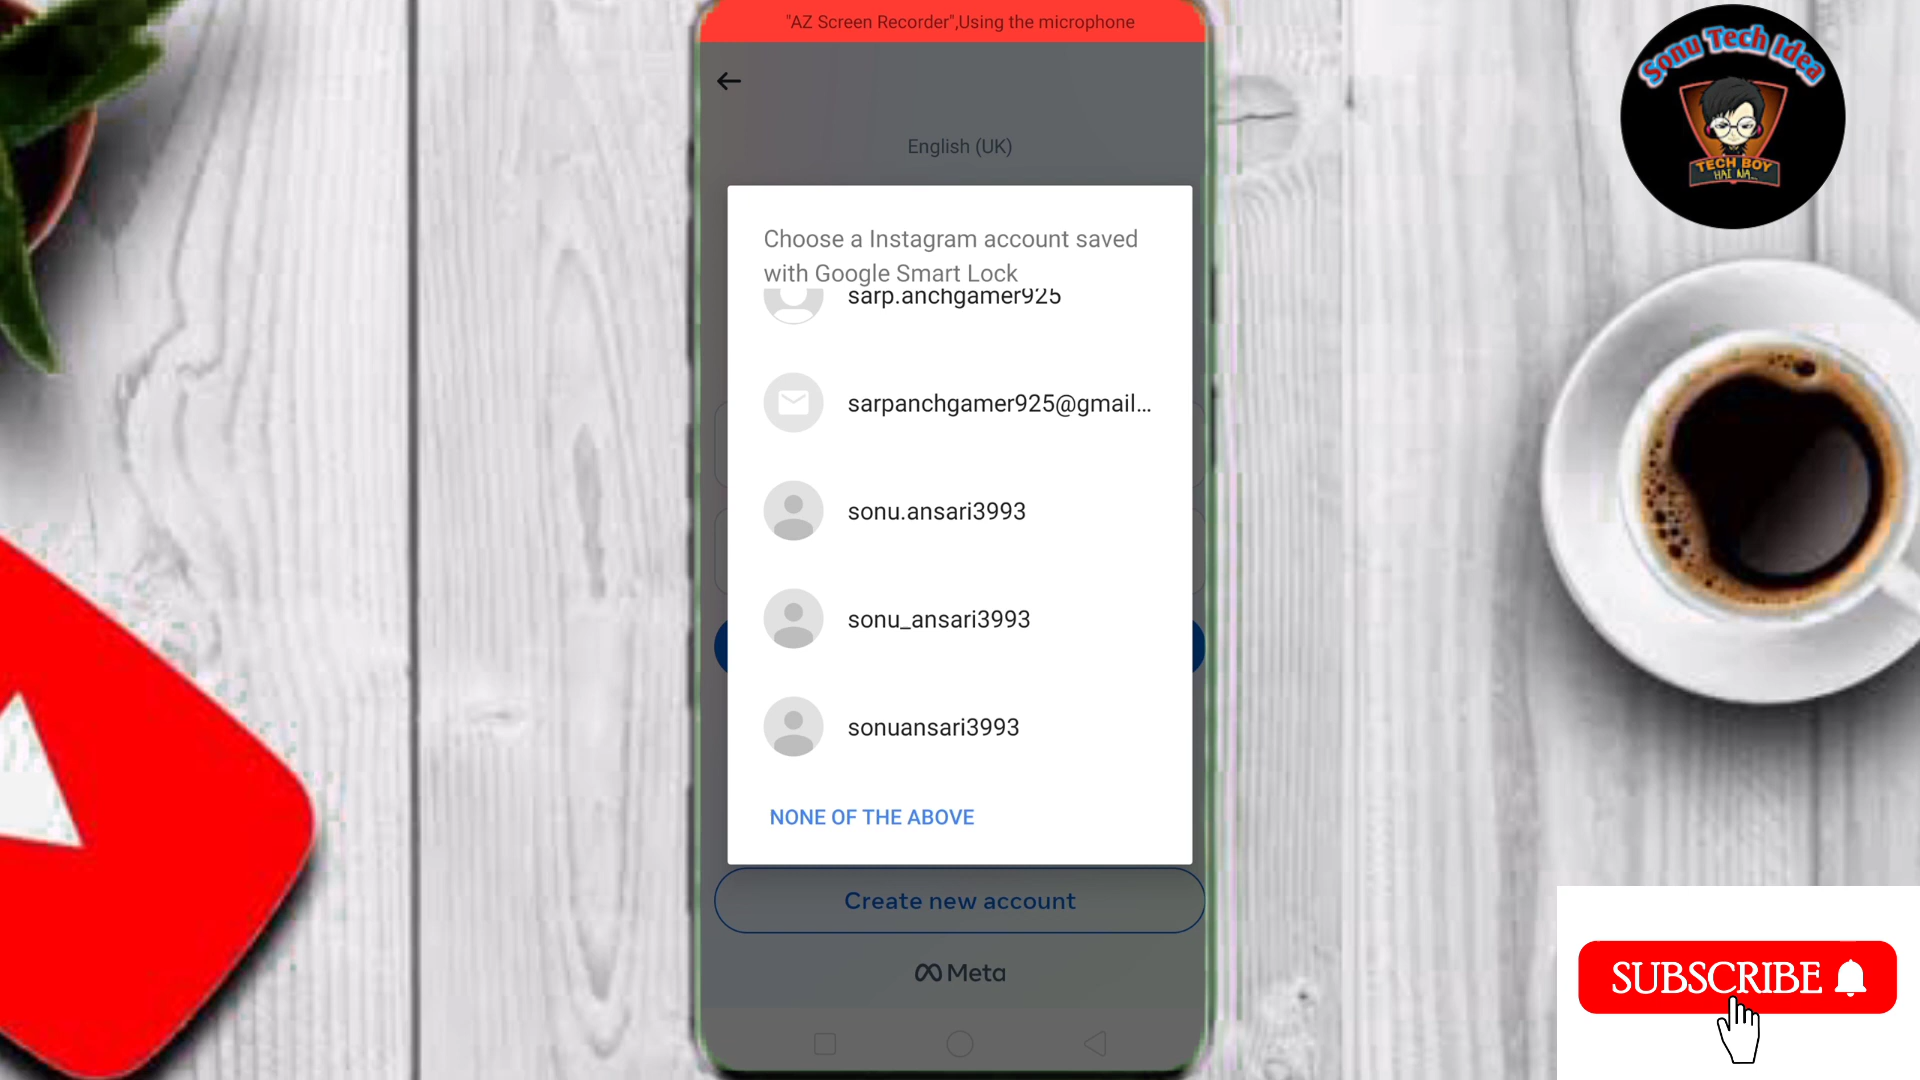 "AZ Screen Recorder",Using the microphone
English (UK)
Choose a Instagram account saved
with Google Smart Lock
sarp.anchgamer925
sarpanchgamer925@gmail...
sonu.ansari3993
sonu_ansari3993
sonuansari3993
NONE OF THE ABOVE
Create new account
Meta
Sonu Tech Idea
TECH BOY
HAI NA...
SUBSCRIBE